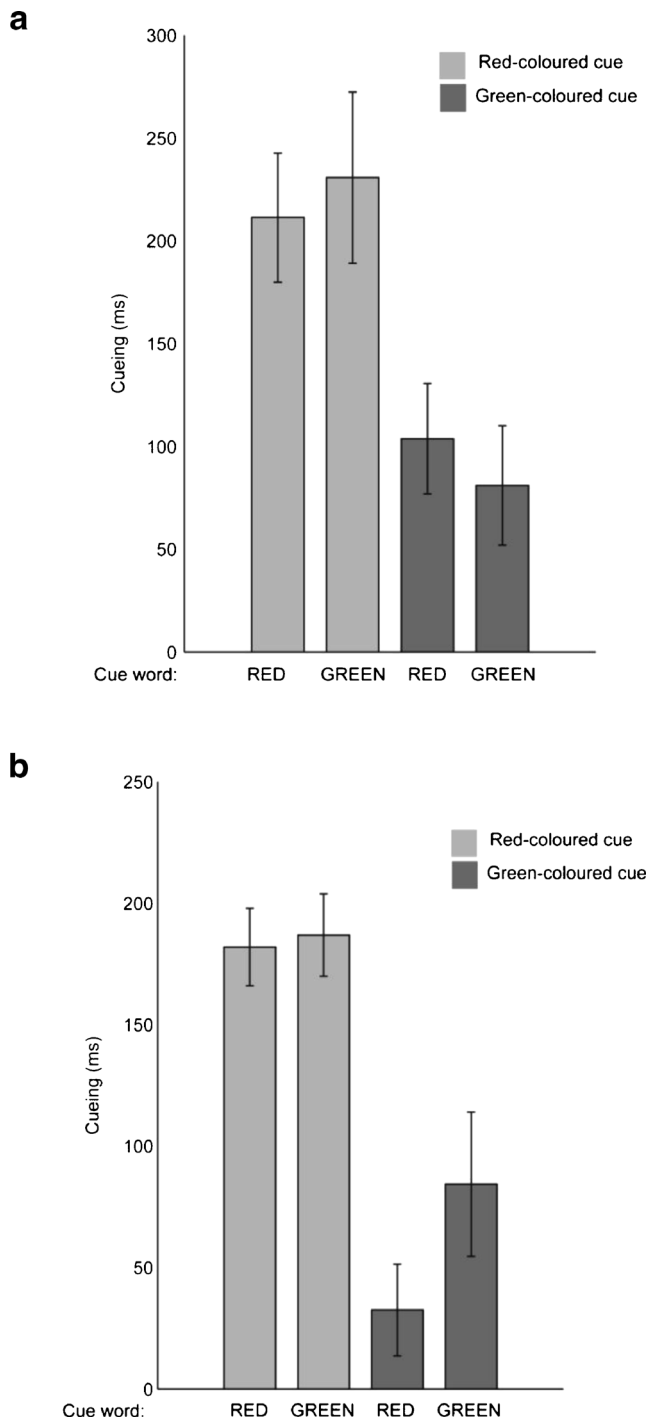 a
300
Red-coloured cue
Green-coloured cue
250
200
150
Cueing (ms)
100
50
0
Cue word: RED GREEN RED GREEN
b
250
Red-coloured cue
Green-coloured cue
200
150
Cueing (ms)
100
50
0
Cue word: RED GREEN RED GREEN